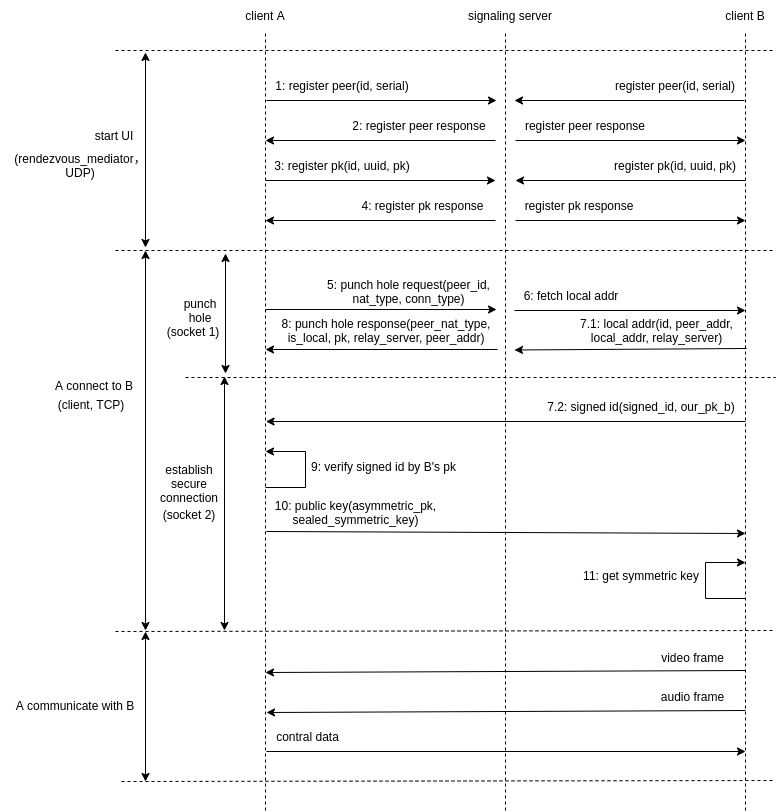 client A
signaling server
client B
1: register peer(id, serial)
register peer(id, serial)
start UI
(rendezvous_mediator，
UDP)
2: register peer response
register peer response
3: register pk(id, uuid, pk)
register pk(id, uuid, pk)
4: register pk response
register pk response
5: punch hole request(peer_id,
nat_type, conn_type)
6: fetch local addr
punch
hole
(socket 1)
8: punch hole response(peer_nat_type,
is_local, pk, relay_server, peer_addr)
7.1: local addr(id, peer_addr,
local_addr, relay_server)
A connect to B
(client, TCP)
7.2: signed id(signed_id, our_pk_b)
establish
secure
connection
(socket 2)
9: verify signed id by B's pk
10: public key(asymmetric_pk,
sealed_symmetric_key)
11: get symmetric key
A communicate with B
video frame
audio frame
contral data